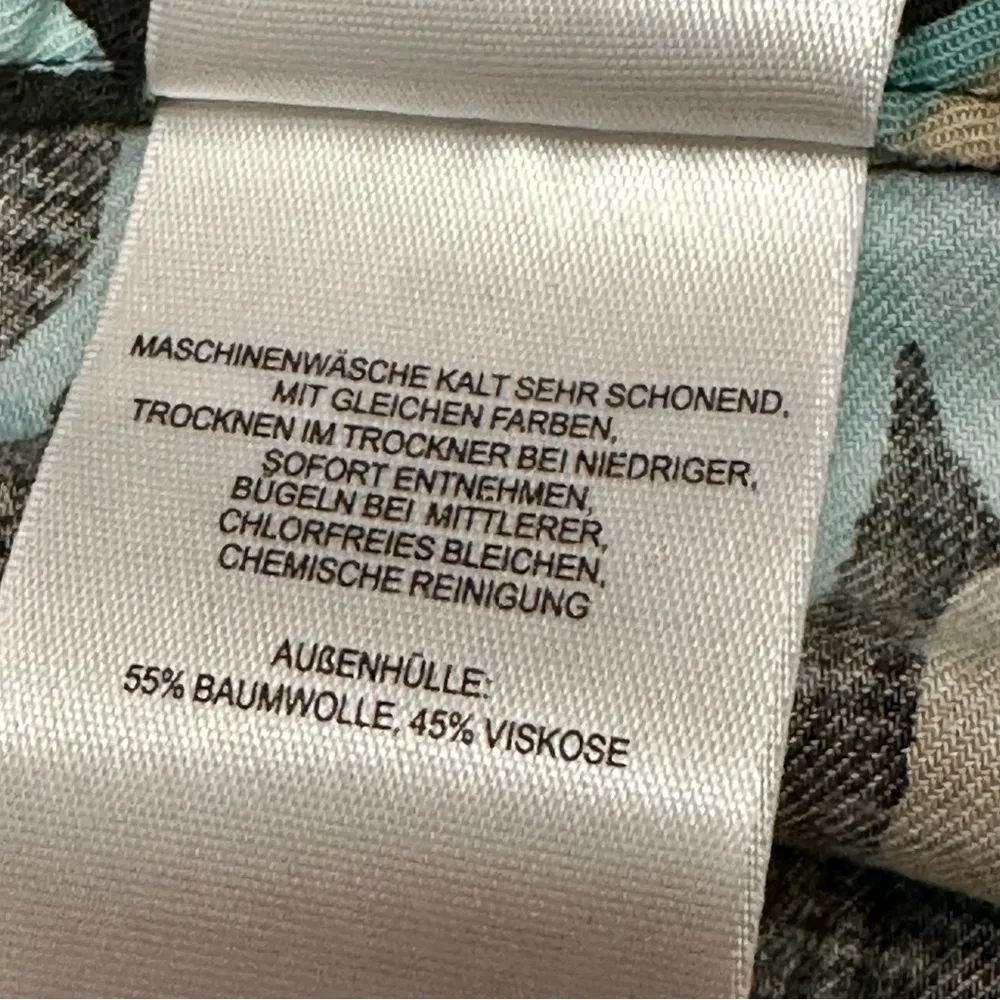 MASCHINENWÄSCHE KALT SEHR SCHONEND,
MIT GLEICHEN FARBEN,
TROCKNEN IM TROCKNER BEI NIEDRIGER,
SOFORT ENTNEHMEN,
BÜGELN BEI MITTLERER,
CHLORFREIES BLEICHEN,
CHEMISCHE REINIGUNG
AUßENHÜLLE:
55% BAUMWOLLE, 45% VISKOSE